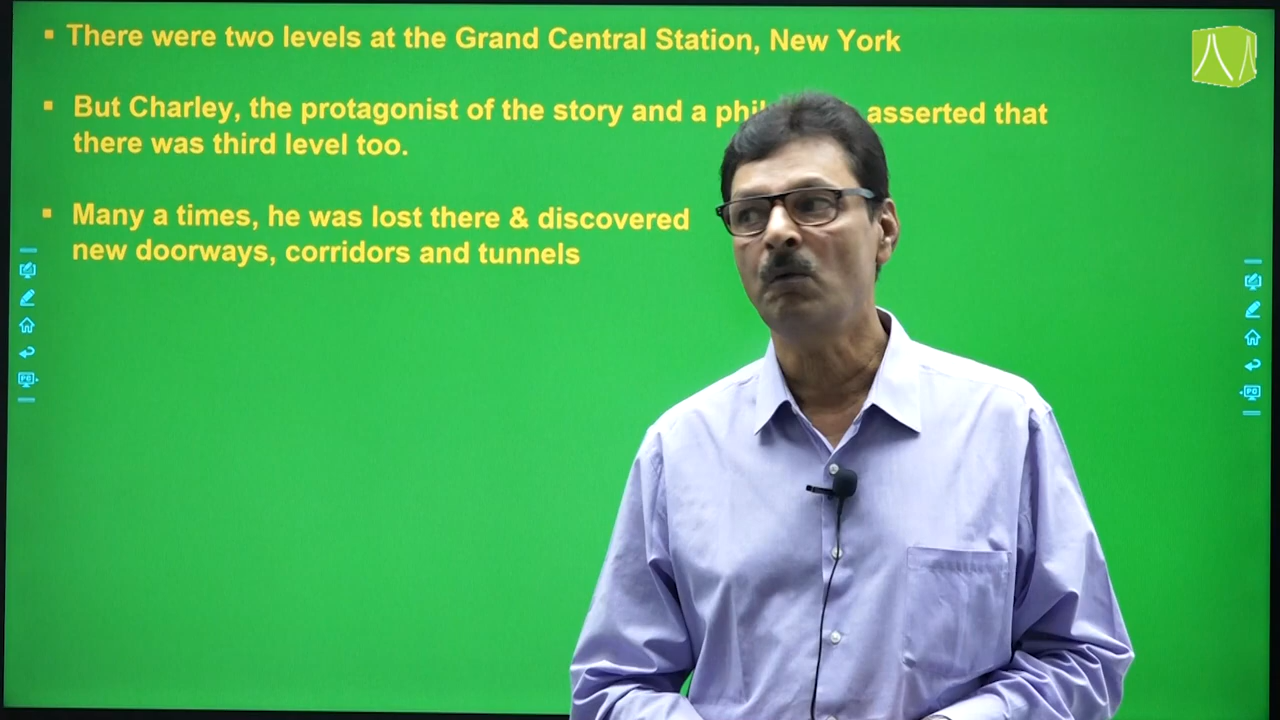 There were two levels at the Grand Central Station, New York
But Charley, the protagonist of the story and a asserted that
there was third level too.
Many a times, he was lost there & discovered
new doorways, corridors and tunnels